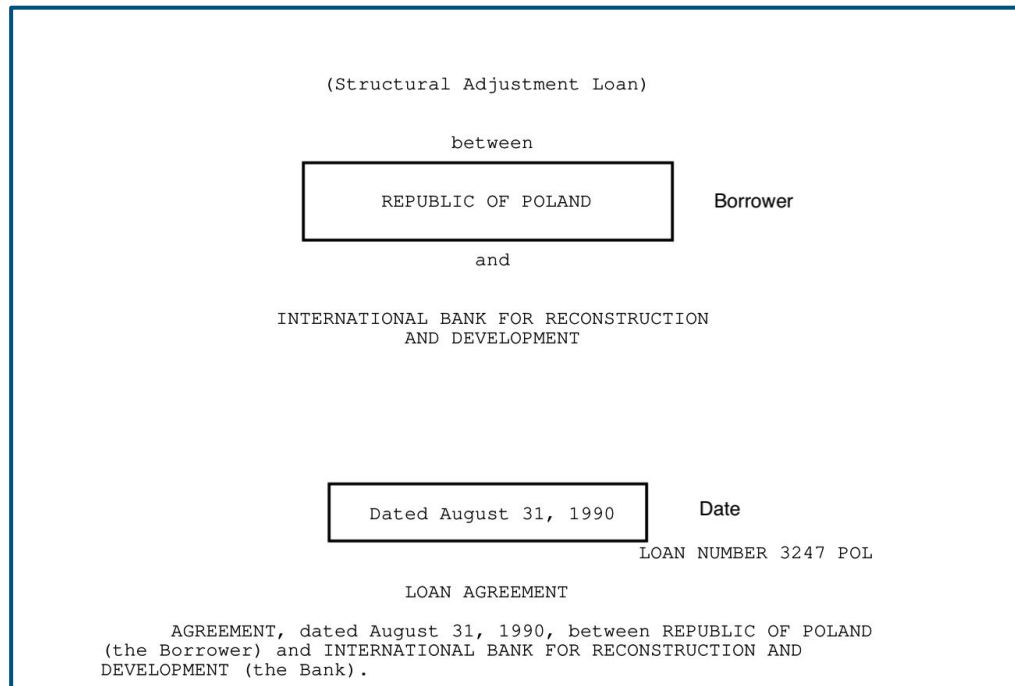 (Structural Adjustment Loan)
between
REPUBLIC OF POLAND
Borrower
and
INTERNATIONAL BANK FOR RECONSTRUCTION
AND DEVELOPMENT
Dated August 31, 1990
Date
LOAN NUMBER 3247 POL
LOAN AGREEMENT
AGREEMENT, dated August 31, 1990, between REPUBLIC OF POLAND
(the Borrower) and INTERNATIONAL BANK FOR RECONSTRUCTION AND
DEVELOPMENT (the Bank).